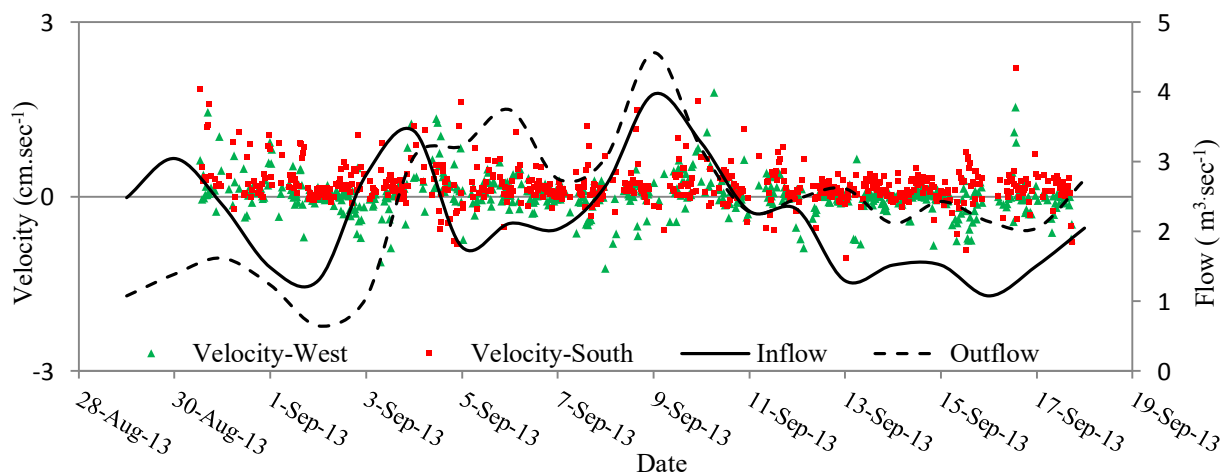 Velocity (cm.sec-1)
3
0
-3
Velocity-West
Velocity-South
Inflow
Outflow
5
4
3
2
1
0
Flow ( m3·sec-1)
28-Aug-13
30-Aug-13
1-Sep-13
3-Sep-13
5-Sep-13
7-Sep-13
9-Sep-13
11-Sep-13
13-Sep-13
15-Sep-13
17-Sep-13
19-Sep-13
Date